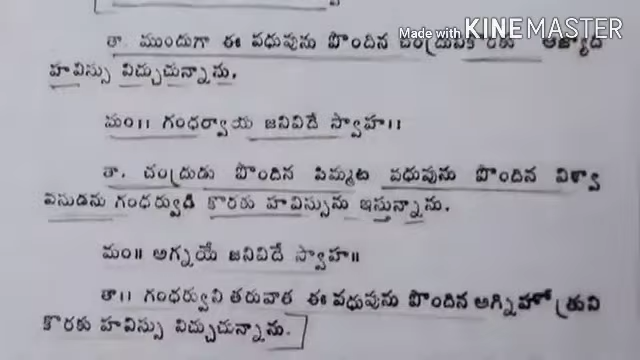 Made with KINEMASTER
తా. ముందుగా ఈ వధువును పొందిన చంద్రునికొరకు ఆజ్యాది
హవిస్సు విచ్చుచున్నాను.
మం।। గంధర్వాయ జనివిదే స్వాహా।।
తా. చంద్రుడు పొందిన పిమ్మట వధువును పొందిన విశ్వా
వసుడను గంధర్వుడి కొరకు హవిస్సును ఇస్తున్నాను.
మం॥ అగ్నయే జనివిదే స్వాహా॥
తా।। గంధర్వుని తరువాత ఈ వధువును పొందిన అగ్నిహోత్రుని
కొరకు హవిస్సు విచ్చుచున్నాను.